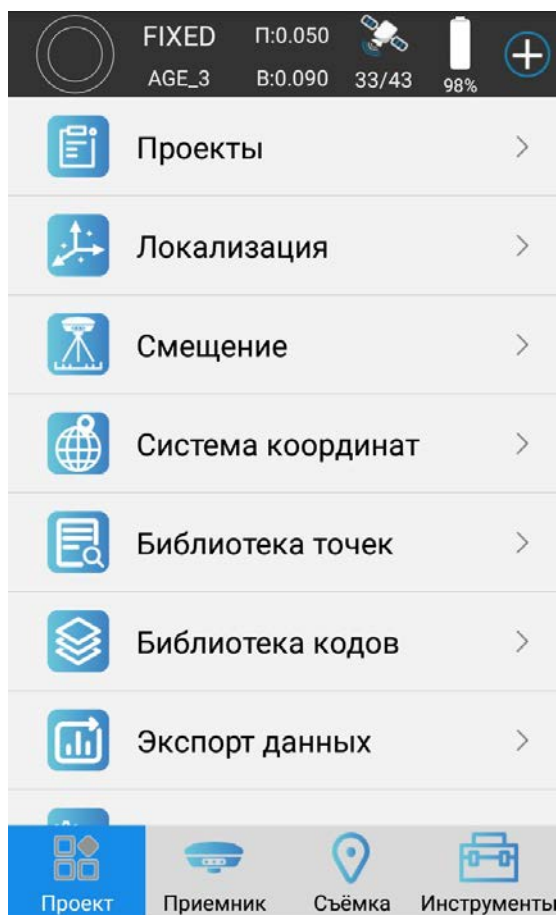 FIXED П:0.050
AGE_3 В:0.090 33/43 98%
Проекты
Локализация
Смещение
Система координат
Библиотека точек
Библиотека кодов
Экспорт данных
Проект Приемник Съёмка Инструменты